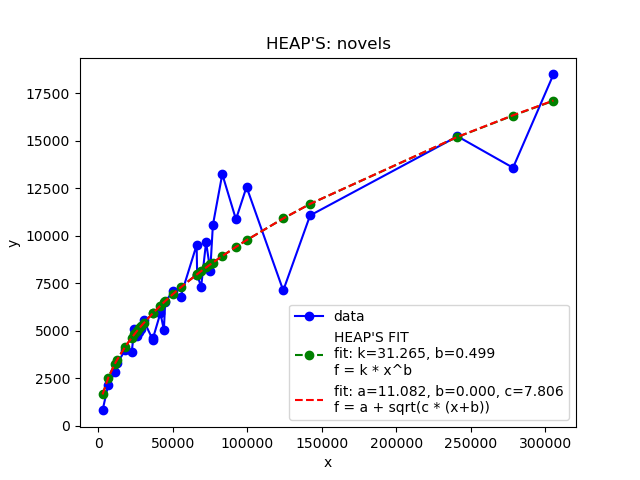 HEAP'S: novels
y
17500
15000
12500
10000
7500
5000
2500
0
data
HEAP'S FIT
fit: k=31.265, b=0.499
f = k * x^b
fit: a=11.082, b=0.000, c=7.806
f = a + sqrt(c * (x+b))
0 50000 100000 150000 200000 250000 300000
x